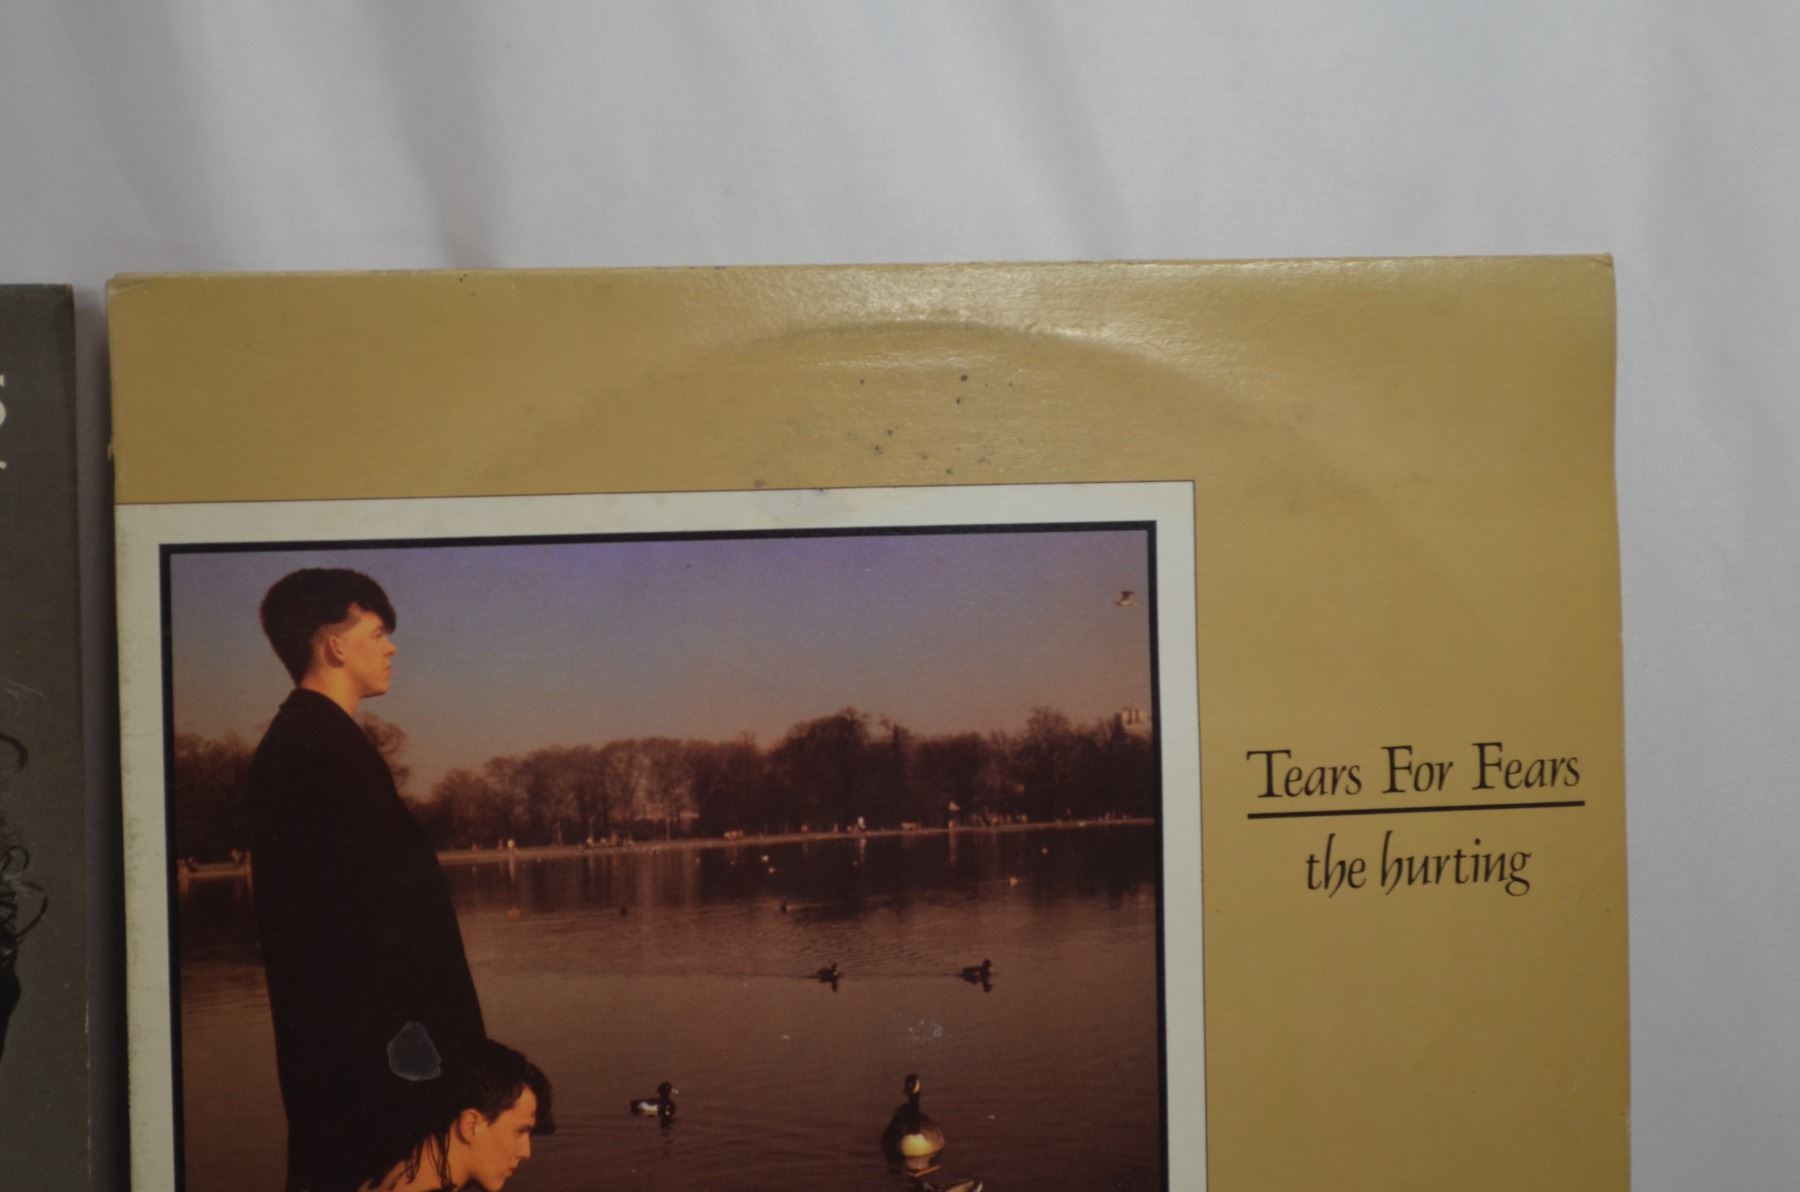 Tears For Fears
the hurting